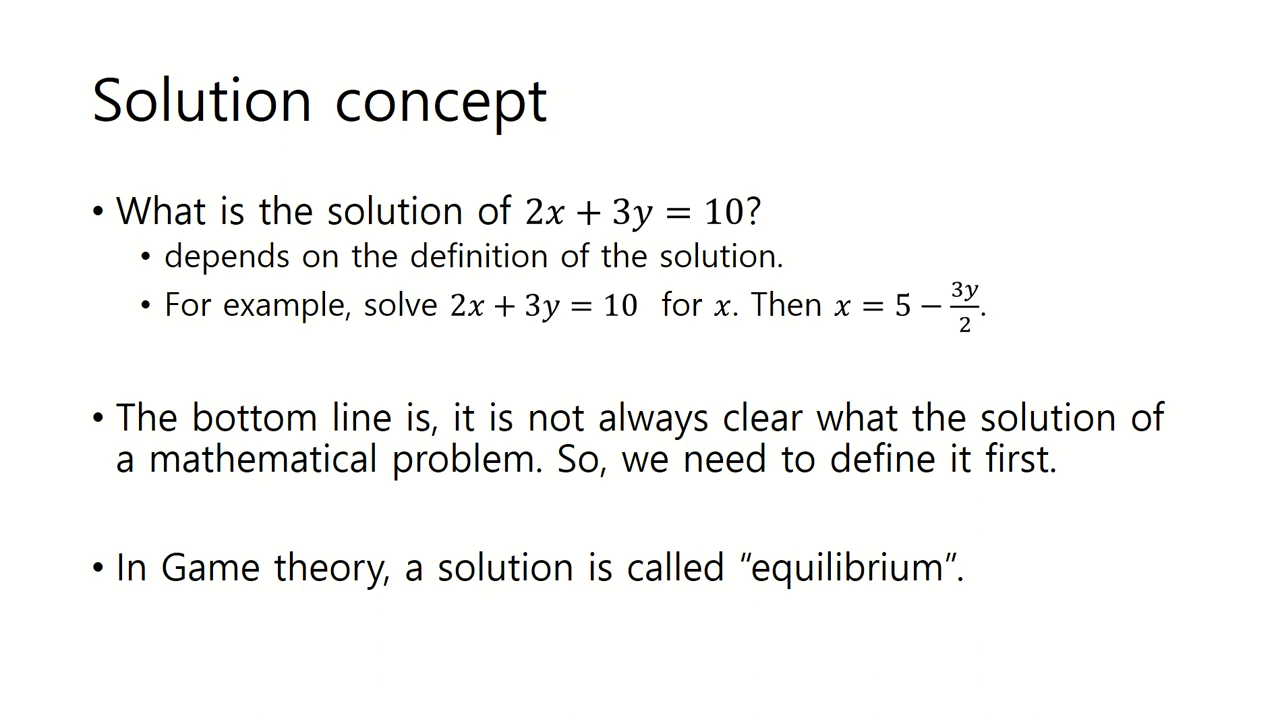 Solution concept
• What is the solution of 2x + 3y = 10?
• depends on the definition of the solution.
• For example, solve 2x + 3y = 10 for x. Then x = 5 − 3y/2.
• The bottom line is, it is not always clear what the solution of
a mathematical problem. So, we need to define it first.
• In Game theory, a solution is called “equilibrium”.